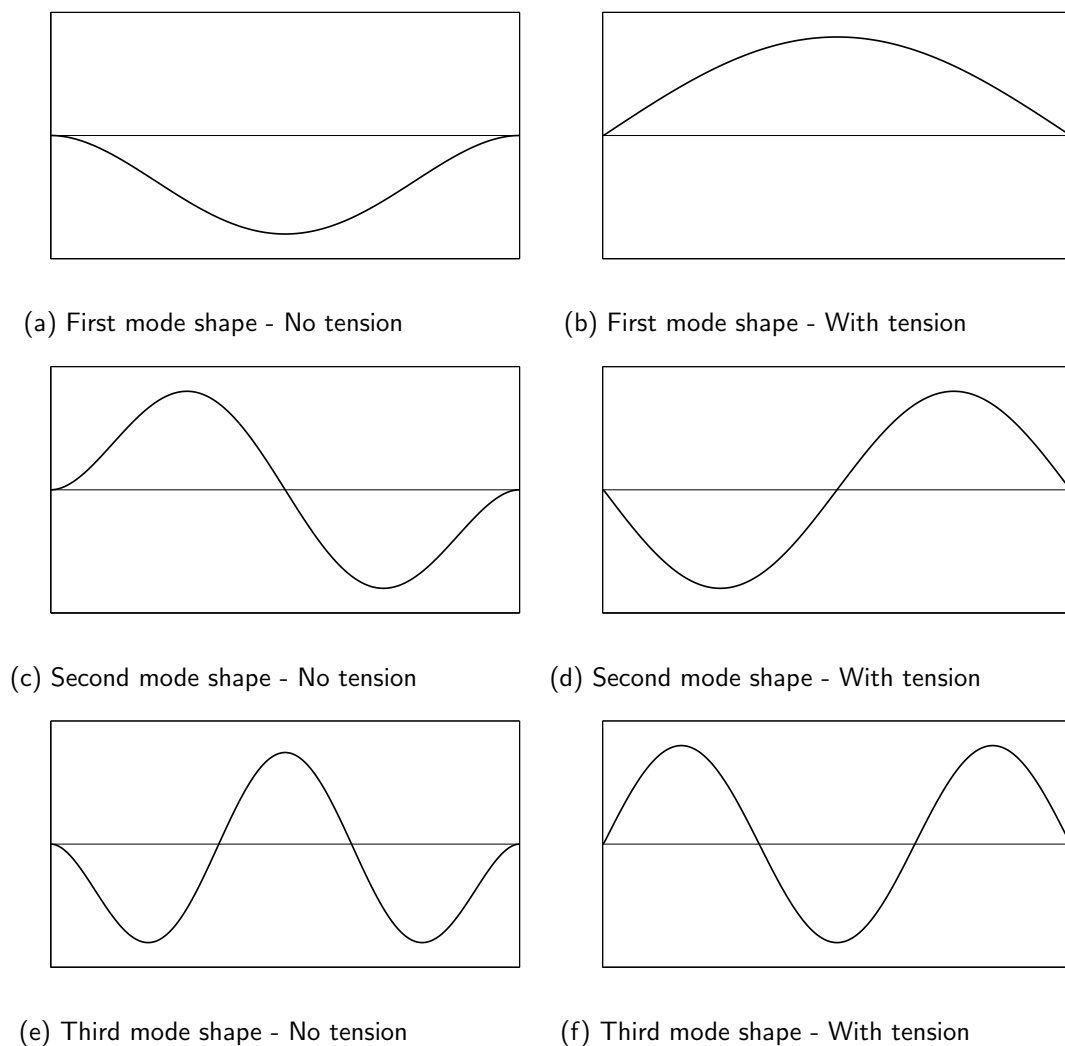 (a) First mode shape - No tension
(b) First mode shape - With tension
(c) Second mode shape - No tension
(d) Second mode shape - With tension
(e) Third mode shape - No tension
(f) Third mode shape - With tension